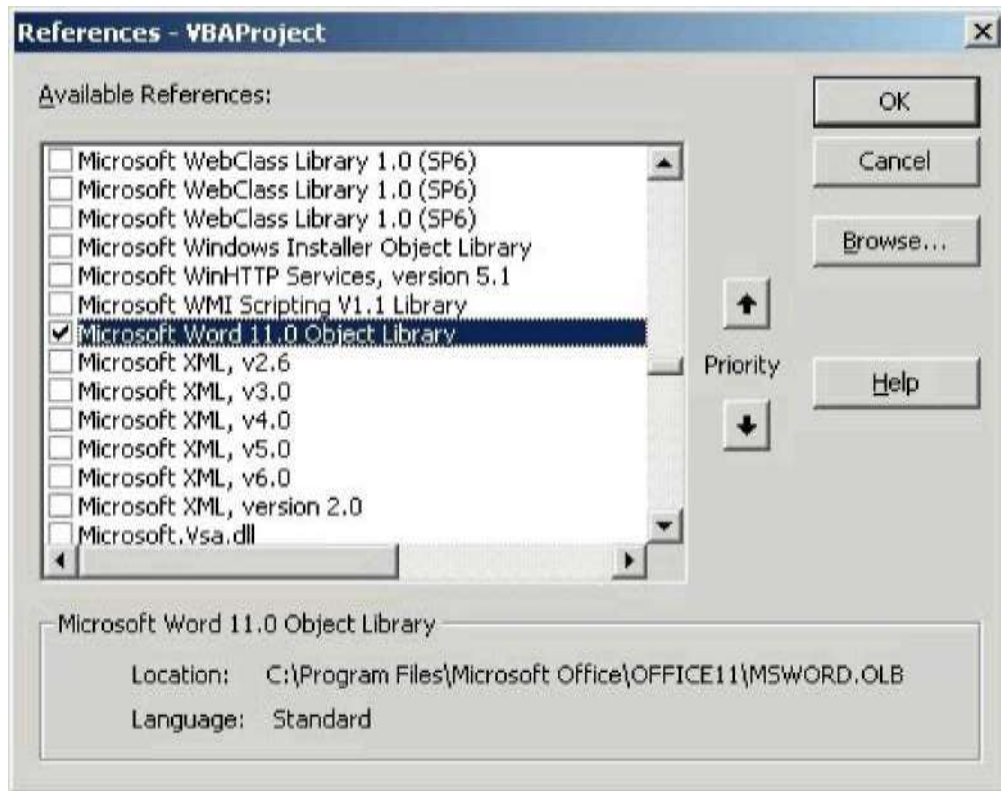 References - VBAProject
Available References:
OK
Microsoft WebClass Library 1.0 (SP6)
Cancel
Microsoft WebClass Library 1.0 (SP6)
Microsoft WebClass Library 1.0 (SP6)
Microsoft Windows Installer Object Library
Browse...
Microsoft WinHTTP Services, version 5.1
Microsoft WMI Scripting V1.1 Library
Microsoft Word 11.0 Object Library
Microsoft XML, v2.6
Priority
Microsoft XML, v3.0
Help
Microsoft XML, v4.0
Microsoft XML, v5.0
Microsoft XML, v6.0
Microsoft XML, version 2.0
Microsoft.Vsa.dll
Microsoft Word 11.0 Object Library
Location: C:\Program Files\Microsoft Office\OFFICE11\MSWORD.OLB
Language: Standard